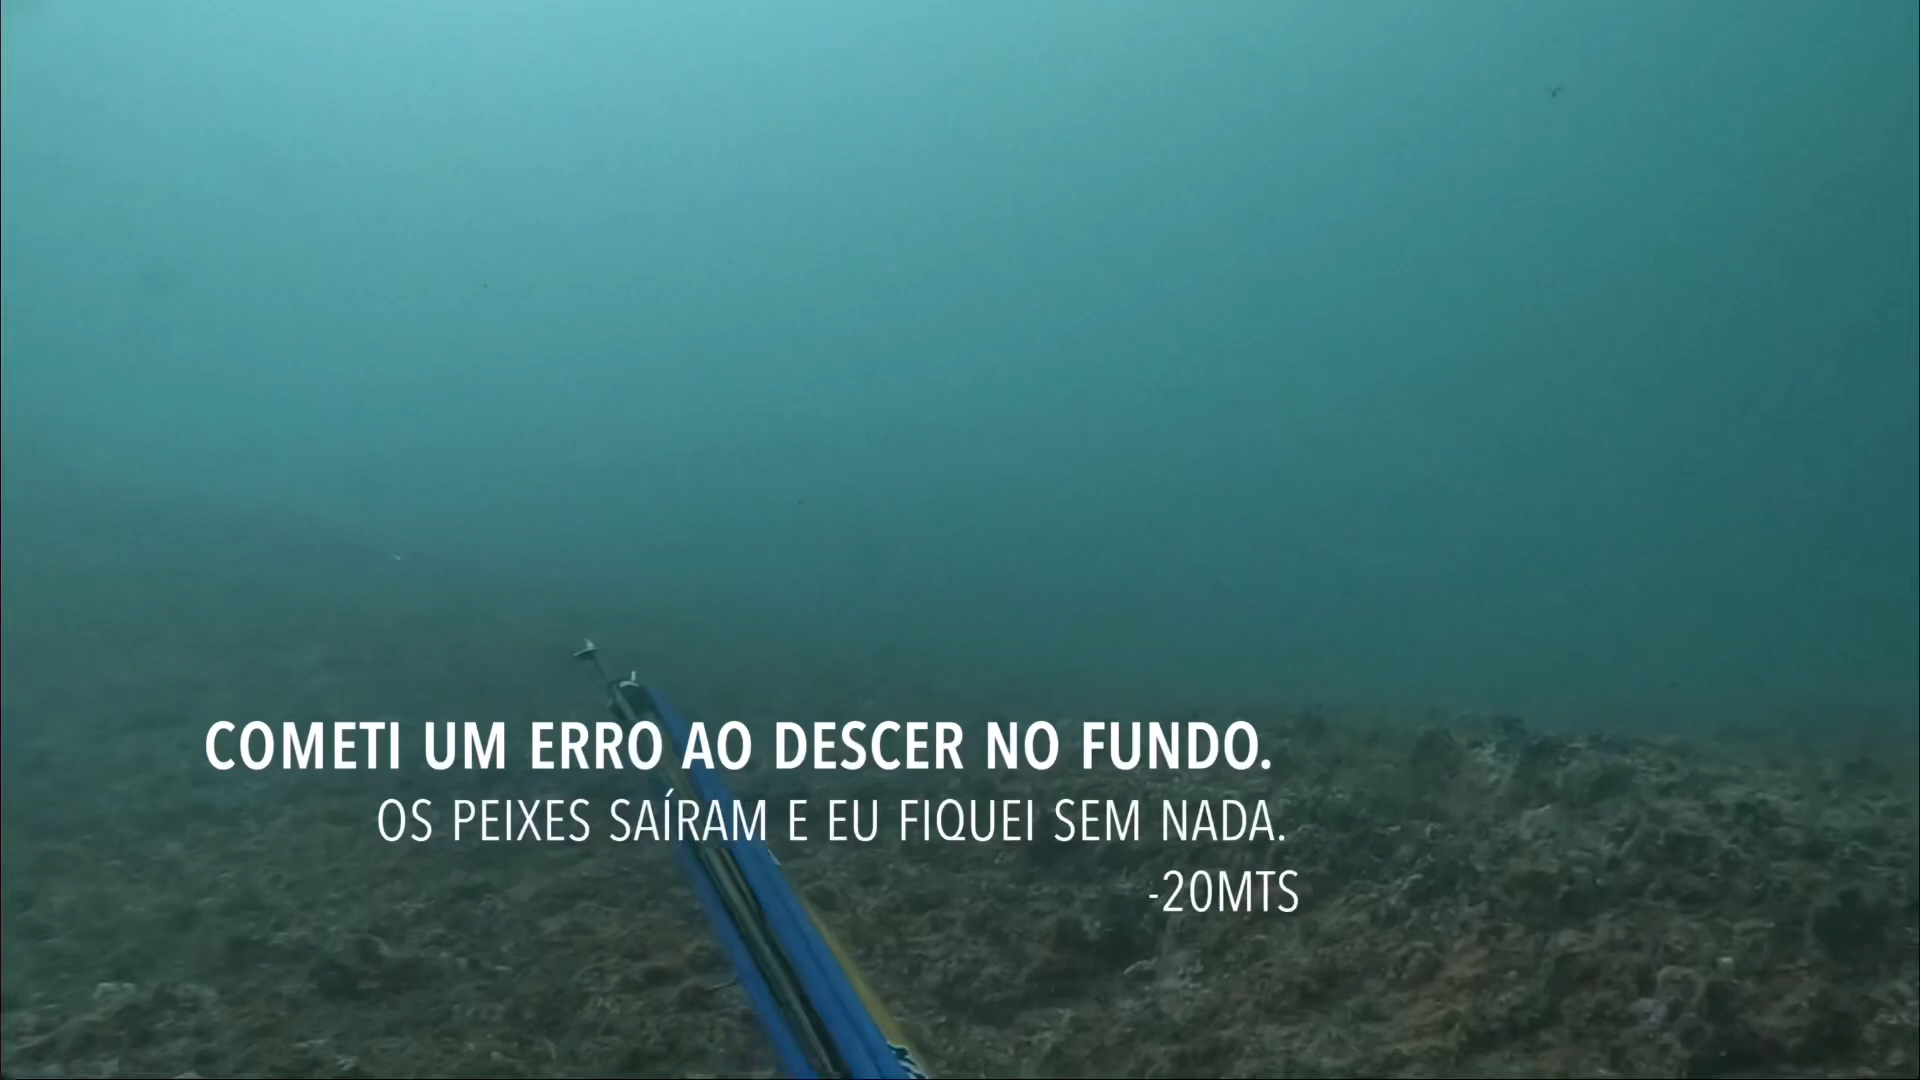 COMETI UM ERRO AO DESCER NO FUNDO.
OS PEIXES SAÍRAM E EU FIQUEI SEM NADA.
-20MTS